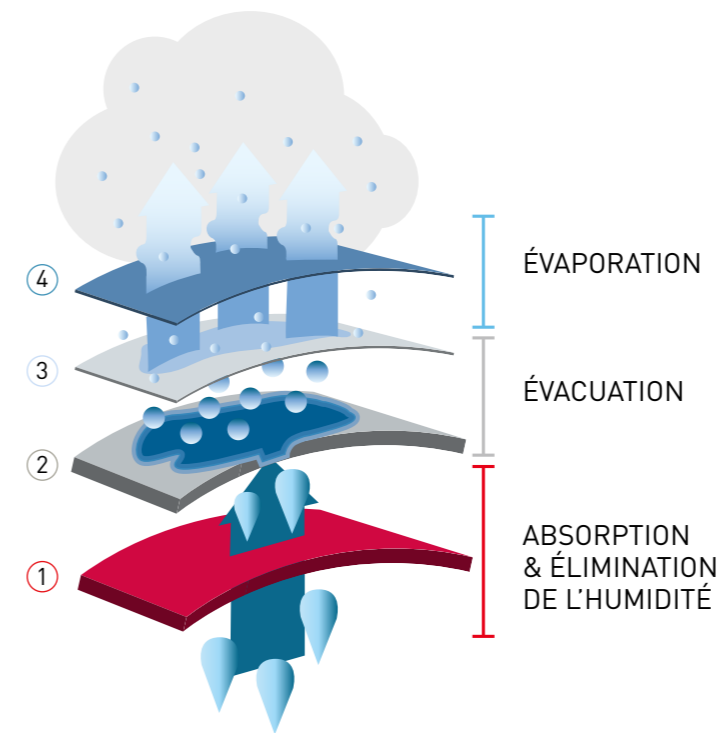 4
ÉVAPORATION
3
ÉVACUATION
2
1
ABSORPTION
& ÉLIMINATION
DE L'HUMIDITÉ